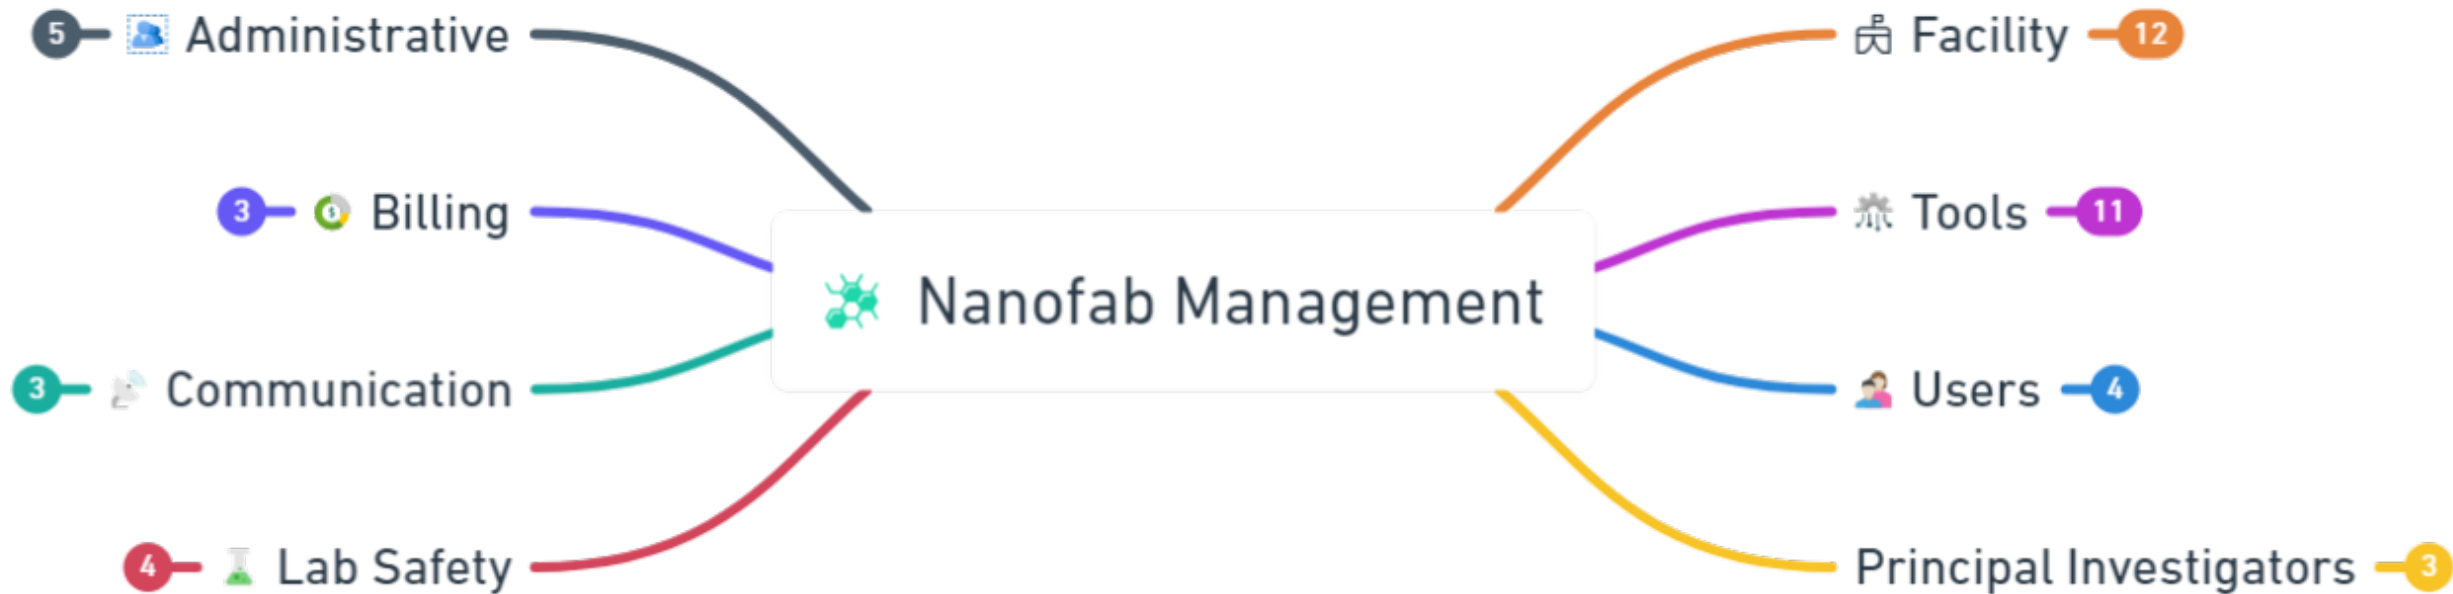 5 Administrative
3 Billing
3 Communication
4 Lab Safety
Nanofab Management
Facility 12
Tools 11
Users 4
Principal Investigators 3